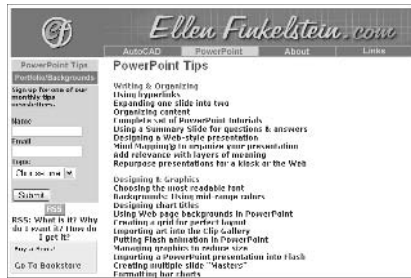 Ellen Finkelstein.com
AutoCAD
PowerPoint
About
Links
PowerPoint Tips
Portfolio/Backgrounds
Sign up for one of our
monthly tips
newsletters.
Name
Email
Topic:
Choose one
Submit
RSS
RSS: What is it? Why
do I want it? How do
I get it?
Buy a Book!
Go To Bookstore
PowerPoint Tips
Writing & Organizing
Using hyperlinks
Expanding one slide into two
Organizing content
Complete set of PowerPoint tutorials
Using a Summary Slide for questions & answers
Designing a Web-style presentation
Mind Mapping® to organize your presentation
Add relevance with layers of meaning
Repurpose presentations for a kiosk or the Web
Designing & Graphics
Choosing the most readable font
Backgrounds: Using mid-range colors
Designing chart titles
Using Web page backgrounds in PowerPoint
Creating a grid for perfect layout
Importing art into the Clip Gallery
Putting Flash animation in PowerPoint
Managing graphics to reduce size
Importing a PowerPoint presentation into Flash
Creating multiple slide "Masters"
Formatting bar charts